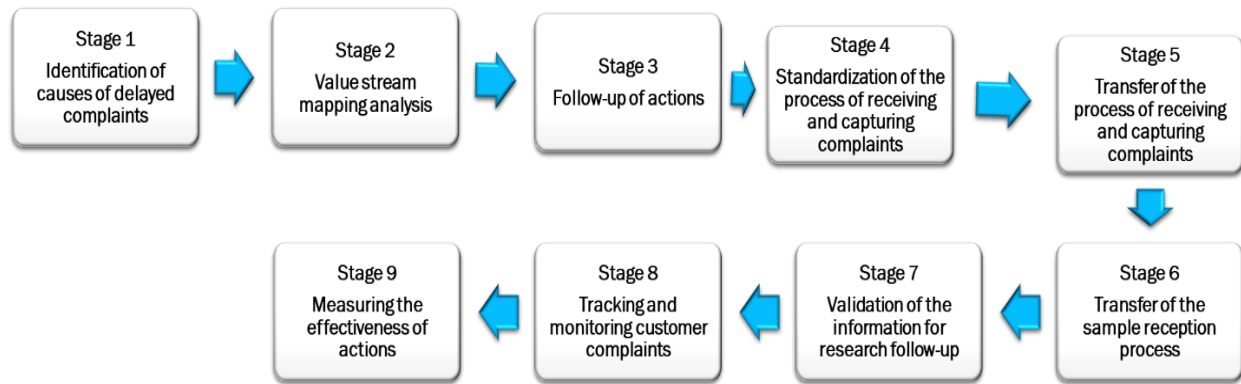 Stage 1
Identification of
causes of delayed
complaints
Stage 2
Value stream
mapping analysis
Stage 3
Follow-up of actions
Stage 4
Standardization of the
process of receiving
and capturing
complaints
Stage 5
Transfer of the
process of receiving
and capturing
complaints
Stage 6
Transfer of the
sample reception
process
Stage 7
Validation of the
information for
research follow-up
Stage 8
Tracking and
monitoring customer
complaints
Stage 9
Measuring the
effectiveness of
actions